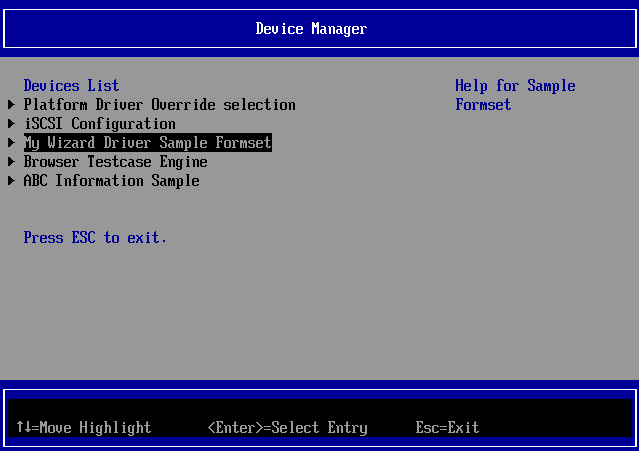 Device Manager
Devices List
Platform Driver Override selection
iSCSI Configuration
My Wizard Driver Sample Formset
Browser Testcase Engine
ABC Information Sample
Press ESC to exit.
Help for Sample
Formset
↑↓=Move Highlight <Enter>=Select Entry Esc=Exit